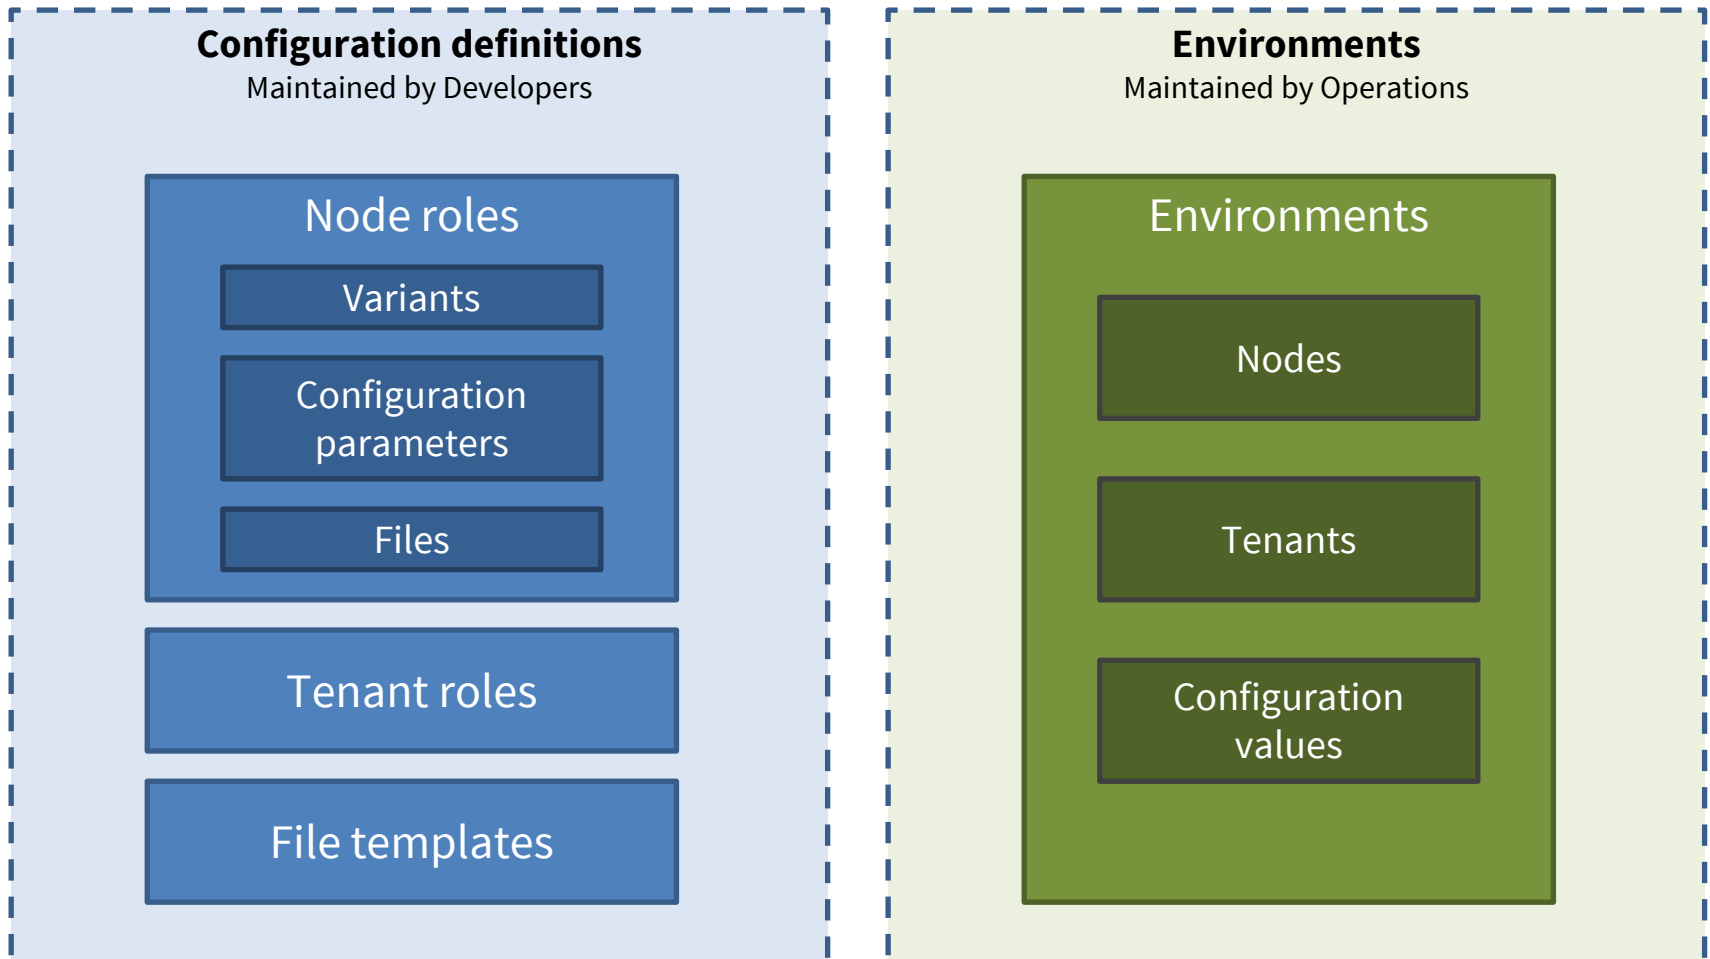 Configuration definitions
Maintained by Developers
Node roles
Variants
Configuration
parameters
Files
Tenant roles
File templates
Environments
Maintained by Operations
Environments
Nodes
Tenants
Configuration
values